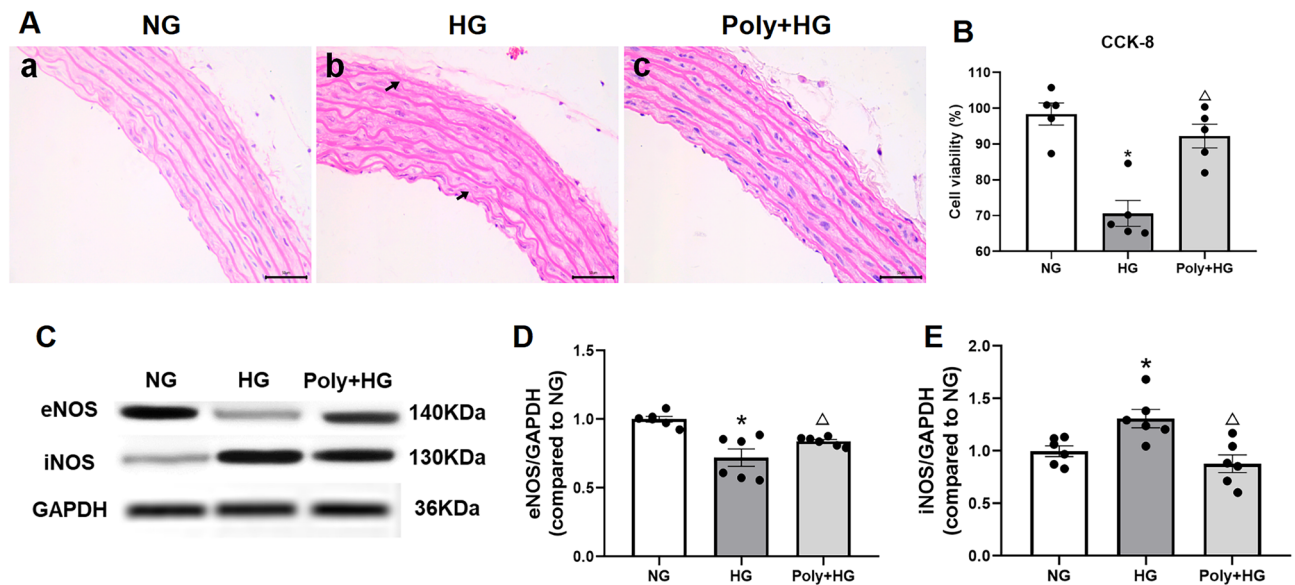 A
NG
HG
Poly+HG
a
b
c
B
CCK-8
Cell viability (%)
110
100
90
80
70
60
*
△
NG
HG
Poly+HG
C
NG
HG
Poly+HG
eNOS
140KDa
iNOS
130KDa
GAPDH
36KDa
D
eNOS/GAPDH
(compared to NG)
1.5
1.0
0.5
0.0
*
△
NG
HG
Poly+HG
E
iNOS/GAPDH
(compared to NG)
2.0
1.5
1.0
0.5
0.0
*
△
NG
HG
Poly+HG